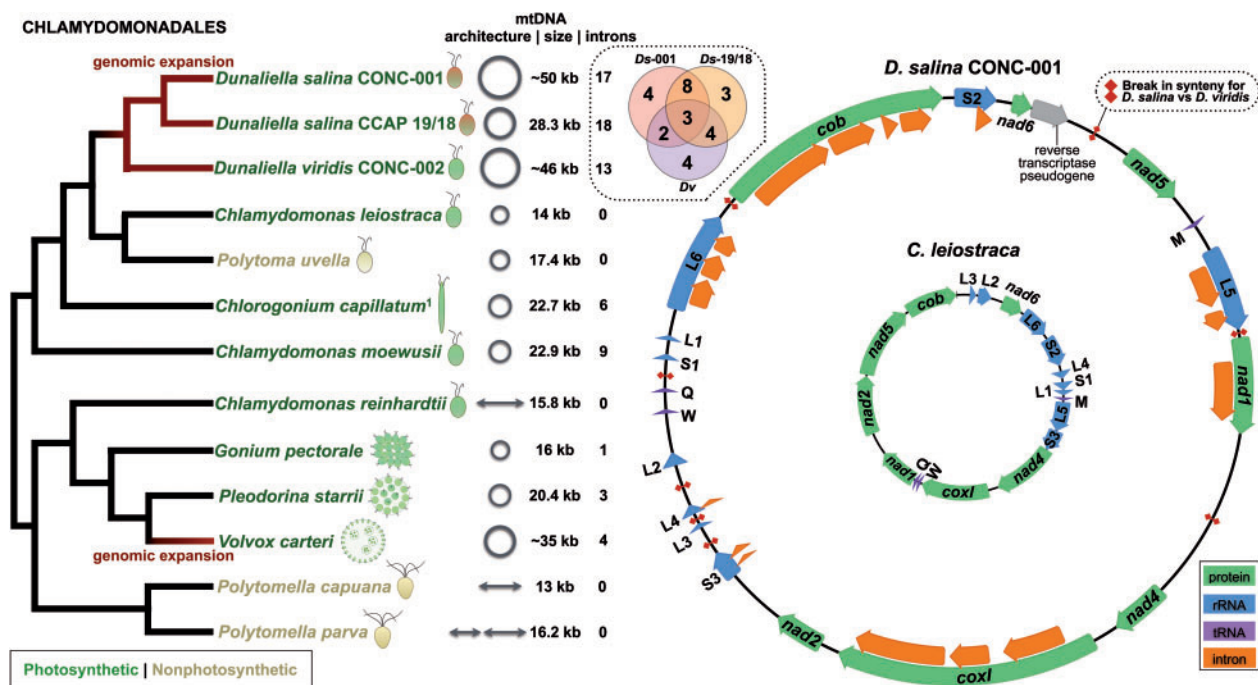 CHLAMYDOMONADALES
mtDNA
architecture | size | introns
genomic expansion
Dunaliella salina CONC-001
~50 kb
17
Dunaliella salina CCAP 19/18
28.3 kb
18
Dunaliella viridis CONC-002
~46 kb
13
Chlamydomonas leiostraca
14 kb
0
Polytoma uvella
17.4 kb
0
Chlorogonium capillatum¹
22.7 kb
6
Chlamydomonas moewusii
22.9 kb
9
Chlamydomonas reinhardtii
15.8 kb
0
Gonium pectorale
16 kb
1
Pleodorina starrii
20.4 kb
3
Volvox carteri
~35 kb
4
genomic expansion
Polytomella capuana
13 kb
0
Polytomella parva
16.2 kb
0
Photosynthetic | Nonphotosynthetic
Ds-001
Ds-19/18
4
8
3
3
2
4
4
Dv
D. salina CONC-001
Break in synteny for
D. salina vs D. viridis
cob
S2
nad6
reverse
transcriptase
pseudogene
nad5
M
L5
nad1
nad4
coxI
nad2
S3
L3
L4
L2
W
Q
S1
L1
L6
C. leiostraca
L3
L2
nad6
L6
S2
L4
S1
L1
M
L5
S3
nad4
coxI
W
Q
nad1
nad2
nad5
cob
protein
rRNA
tRNA
intron